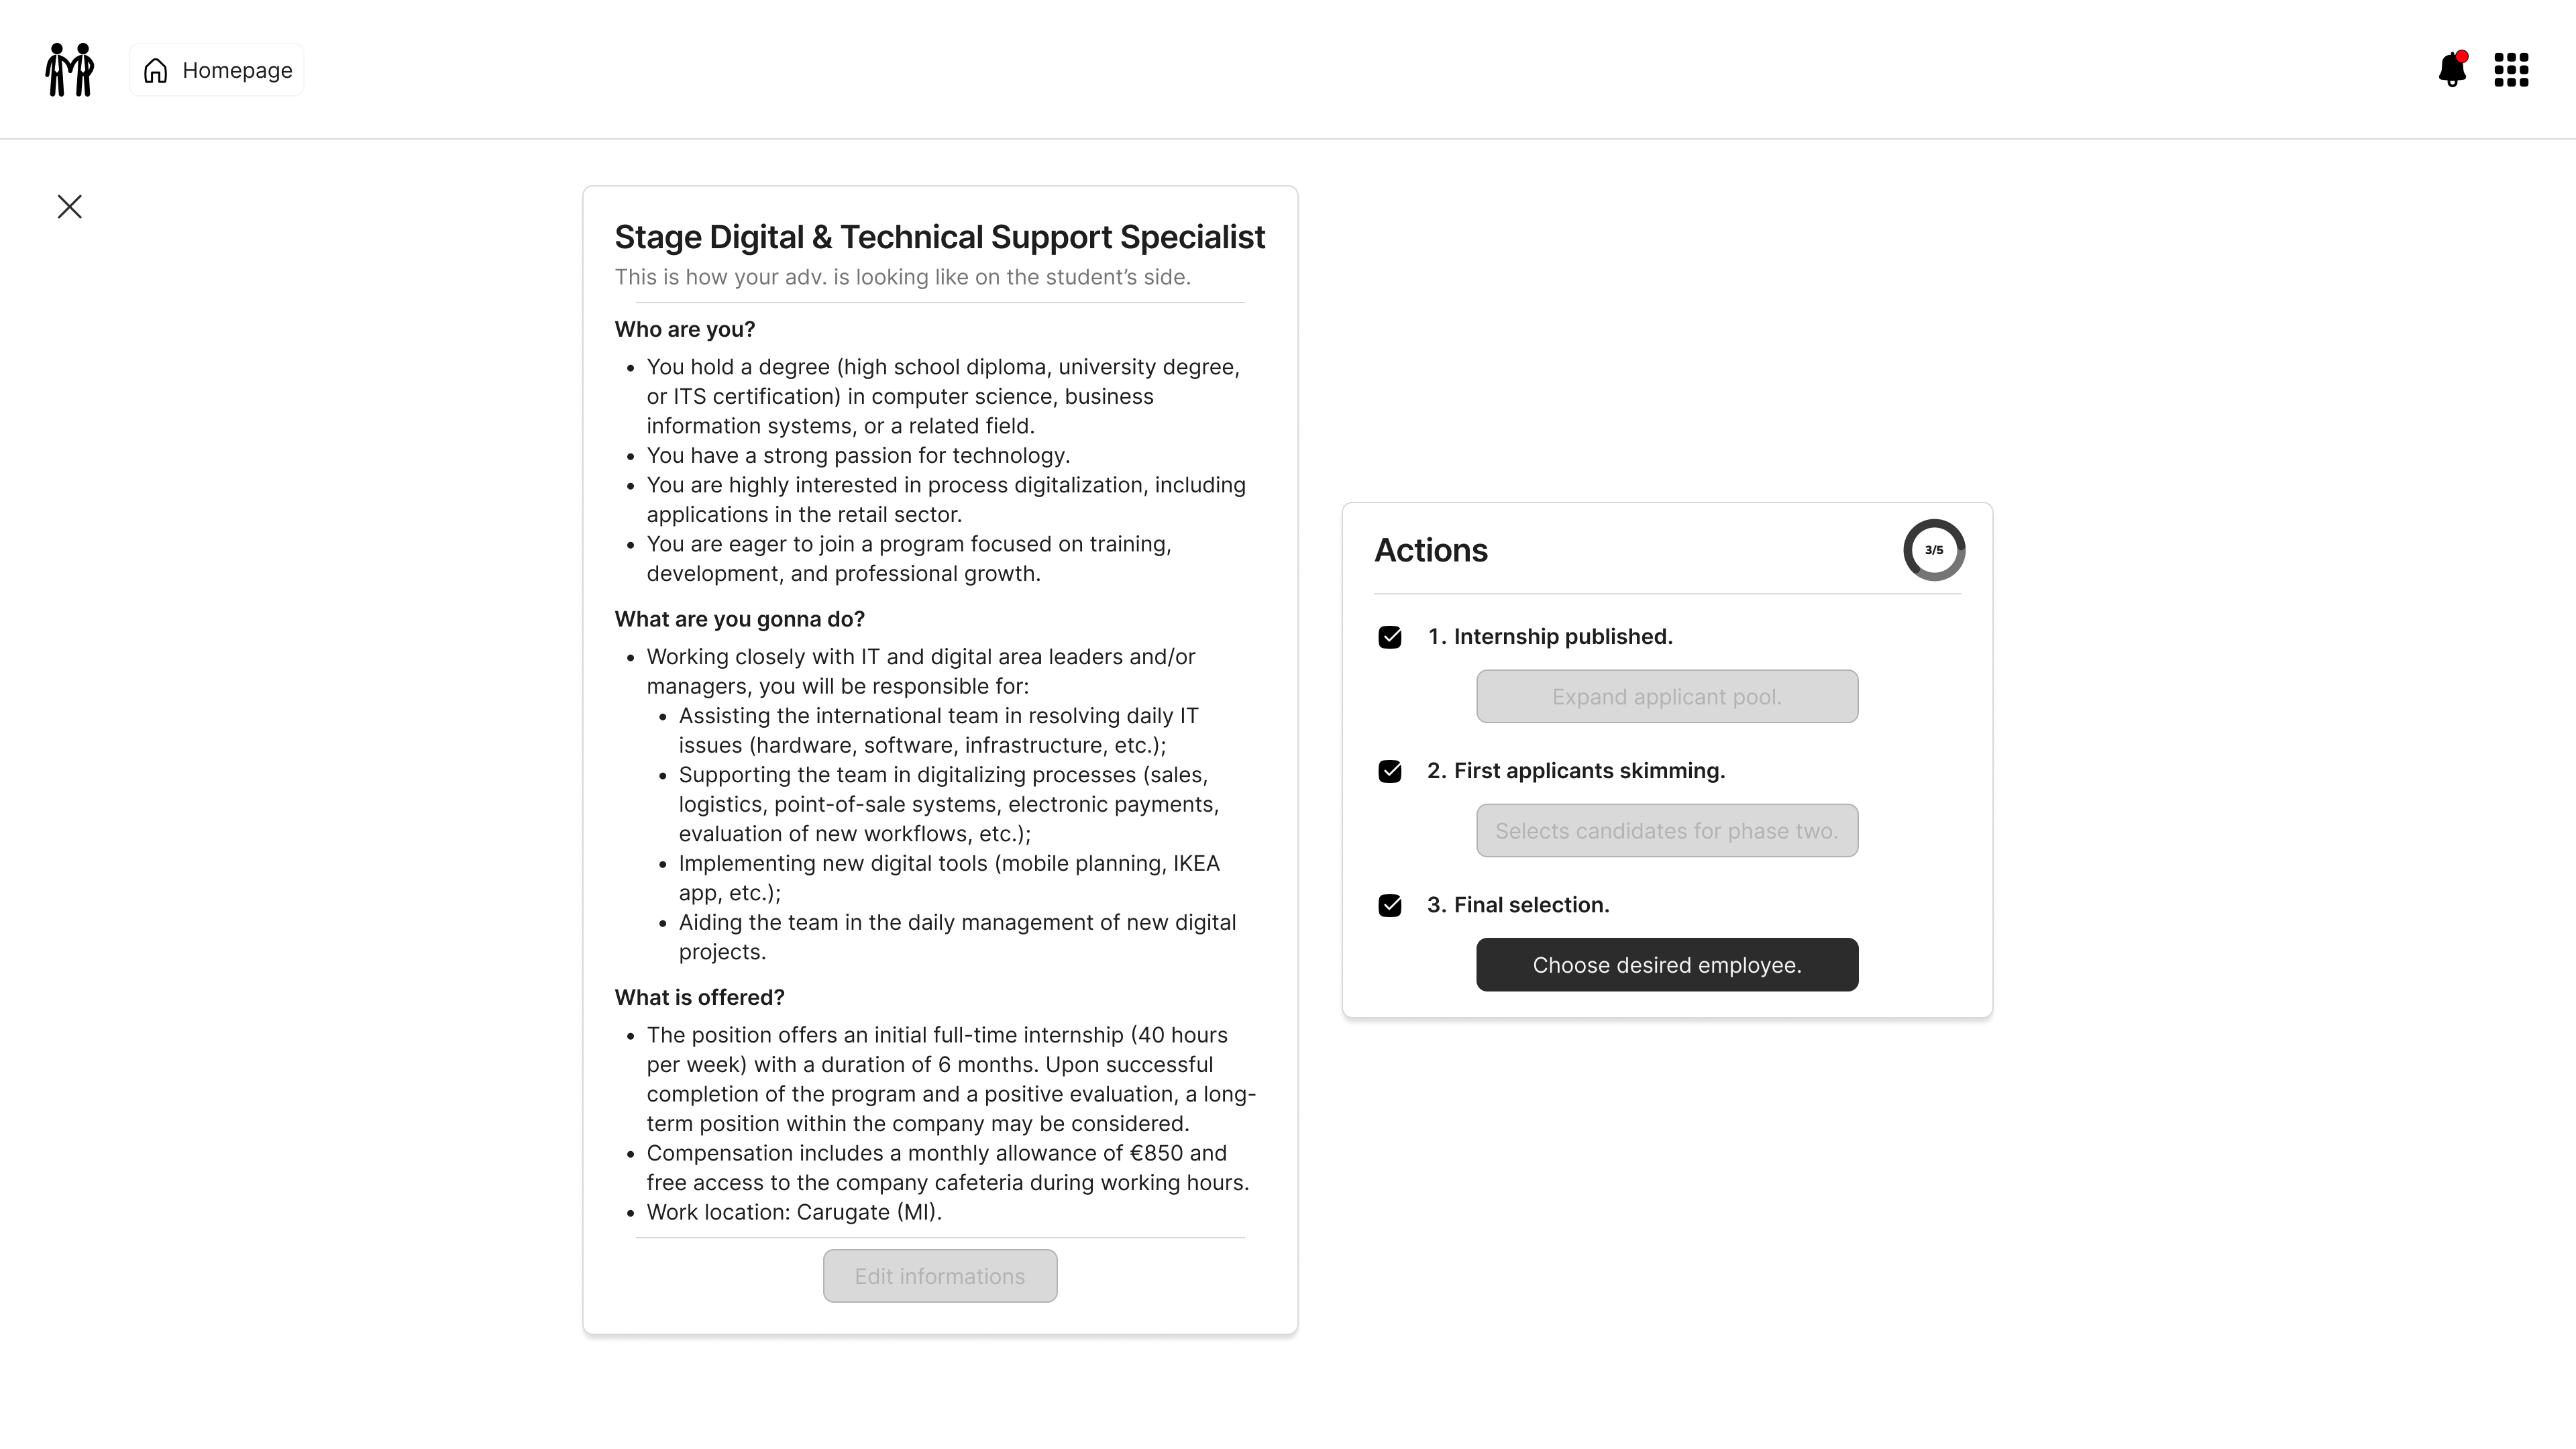 Homepage
Stage Digital & Technical Support Specialist
This is how your adv. is looking like on the student’s side.
Who are you?
• You hold a degree (high school diploma, university degree,
or ITS certification) in computer science, business
information systems, or a related field.
• You have a strong passion for technology.
• You are highly interested in process digitalization, including
applications in the retail sector.
• You are eager to join a program focused on training,
development, and professional growth.
What are you gonna do?
• Working closely with IT and digital area leaders and/or
managers, you will be responsible for:
• Assisting the international team in resolving daily IT
issues (hardware, software, infrastructure, etc.);
• Supporting the team in digitalizing processes (sales,
logistics, point-of-sale systems, electronic payments,
evaluation of new workflows, etc.);
• Implementing new digital tools (mobile planning, IKEA
app, etc.);
• Aiding the team in the daily management of new digital
projects.
What is offered?
• The position offers an initial full-time internship (40 hours
per week) with a duration of 6 months. Upon successful
completion of the program and a positive evaluation, a long-
term position within the company may be considered.
• Compensation includes a monthly allowance of €850 and
free access to the company cafeteria during working hours.
• Work location: Carugate (MI).
Edit informations
Actions
3/5
1. Internship published.
Expand applicant pool.
2. First applicants skimming.
Selects candidates for phase two.
3. Final selection.
Choose desired employee.